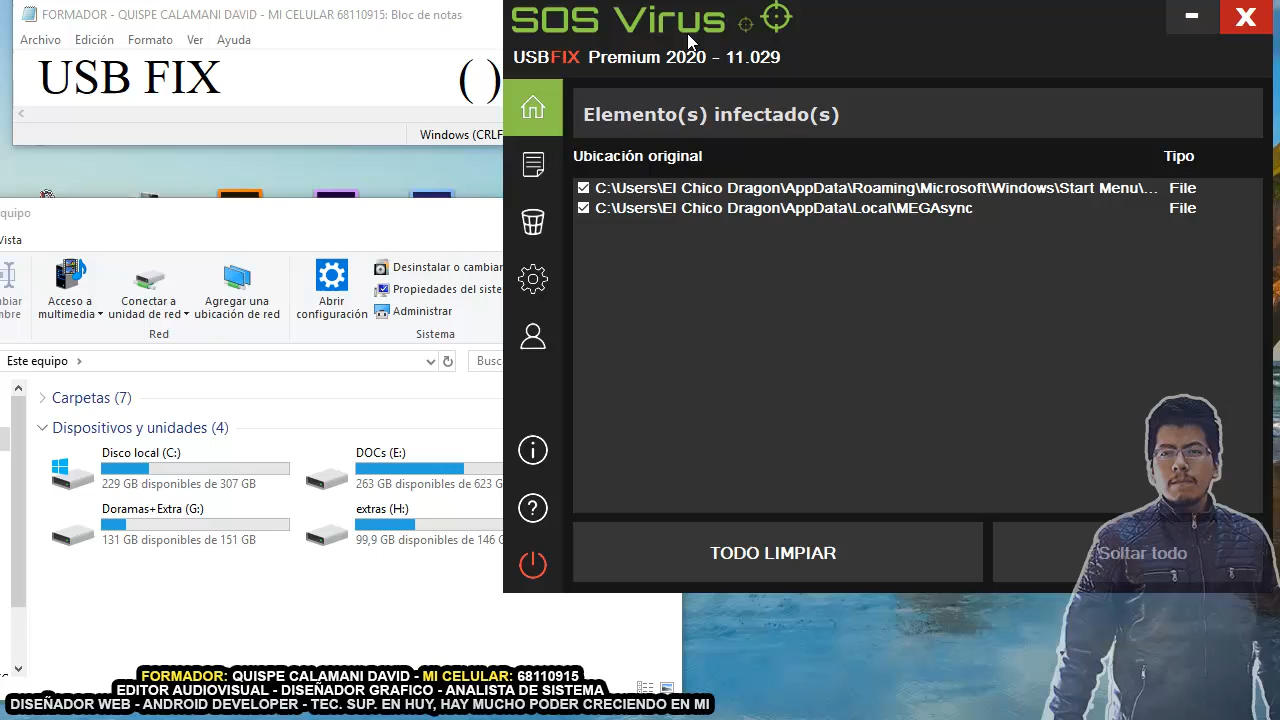 FORMADOR - QUISPE CALAMANI DAVID - MI CELULAR 68110915: Bloc de notas
Archivo Edición Formato Ver Ayuda
USB FIX ( )
Windows (CRLF
equipo
Vista
Acceso a multimedia
Conectar a unidad de red
Agregar una ubicación de red
Red
Abrir configuración
Desinstalar o cambiar
Propiedades del siste
Administrar
Sistema
Este equipo
Busc
Carpetas (7)
Dispositivos y unidades (4)
Disco local (C:)
229 GB disponibles de 307 GB
DOCs (E:)
263 GB disponibles de 623 G
Doramas+Extra (G:)
131 GB disponibles de 151 GB
extras (H:)
99,9 GB disponibles de 146 G
SOS Virus
USBFIX Premium 2020 - 11.029
X
Elemento(s) infectado(s)
Ubicación original Tipo
C:\Users\El Chico Dragon\AppData\Roaming\Microsoft\Windows\Start Menu\... File
C:\Users\El Chico Dragon\AppData\Local\MEGAsync File
TODO LIMPIAR
Soltar todo
FORMADOR: QUISPE CALAMANI DAVID - MI CELULAR: 68110915
EDITOR AUDIOVISUAL - DISEÑADOR GRAFICO - ANALISTA DE SISTEMA
DISEÑADOR WEB - ANDROID DEVELOPER - TEC. SUP. EN HUY, HAY MUCHO PODER CRECIENDO EN MI